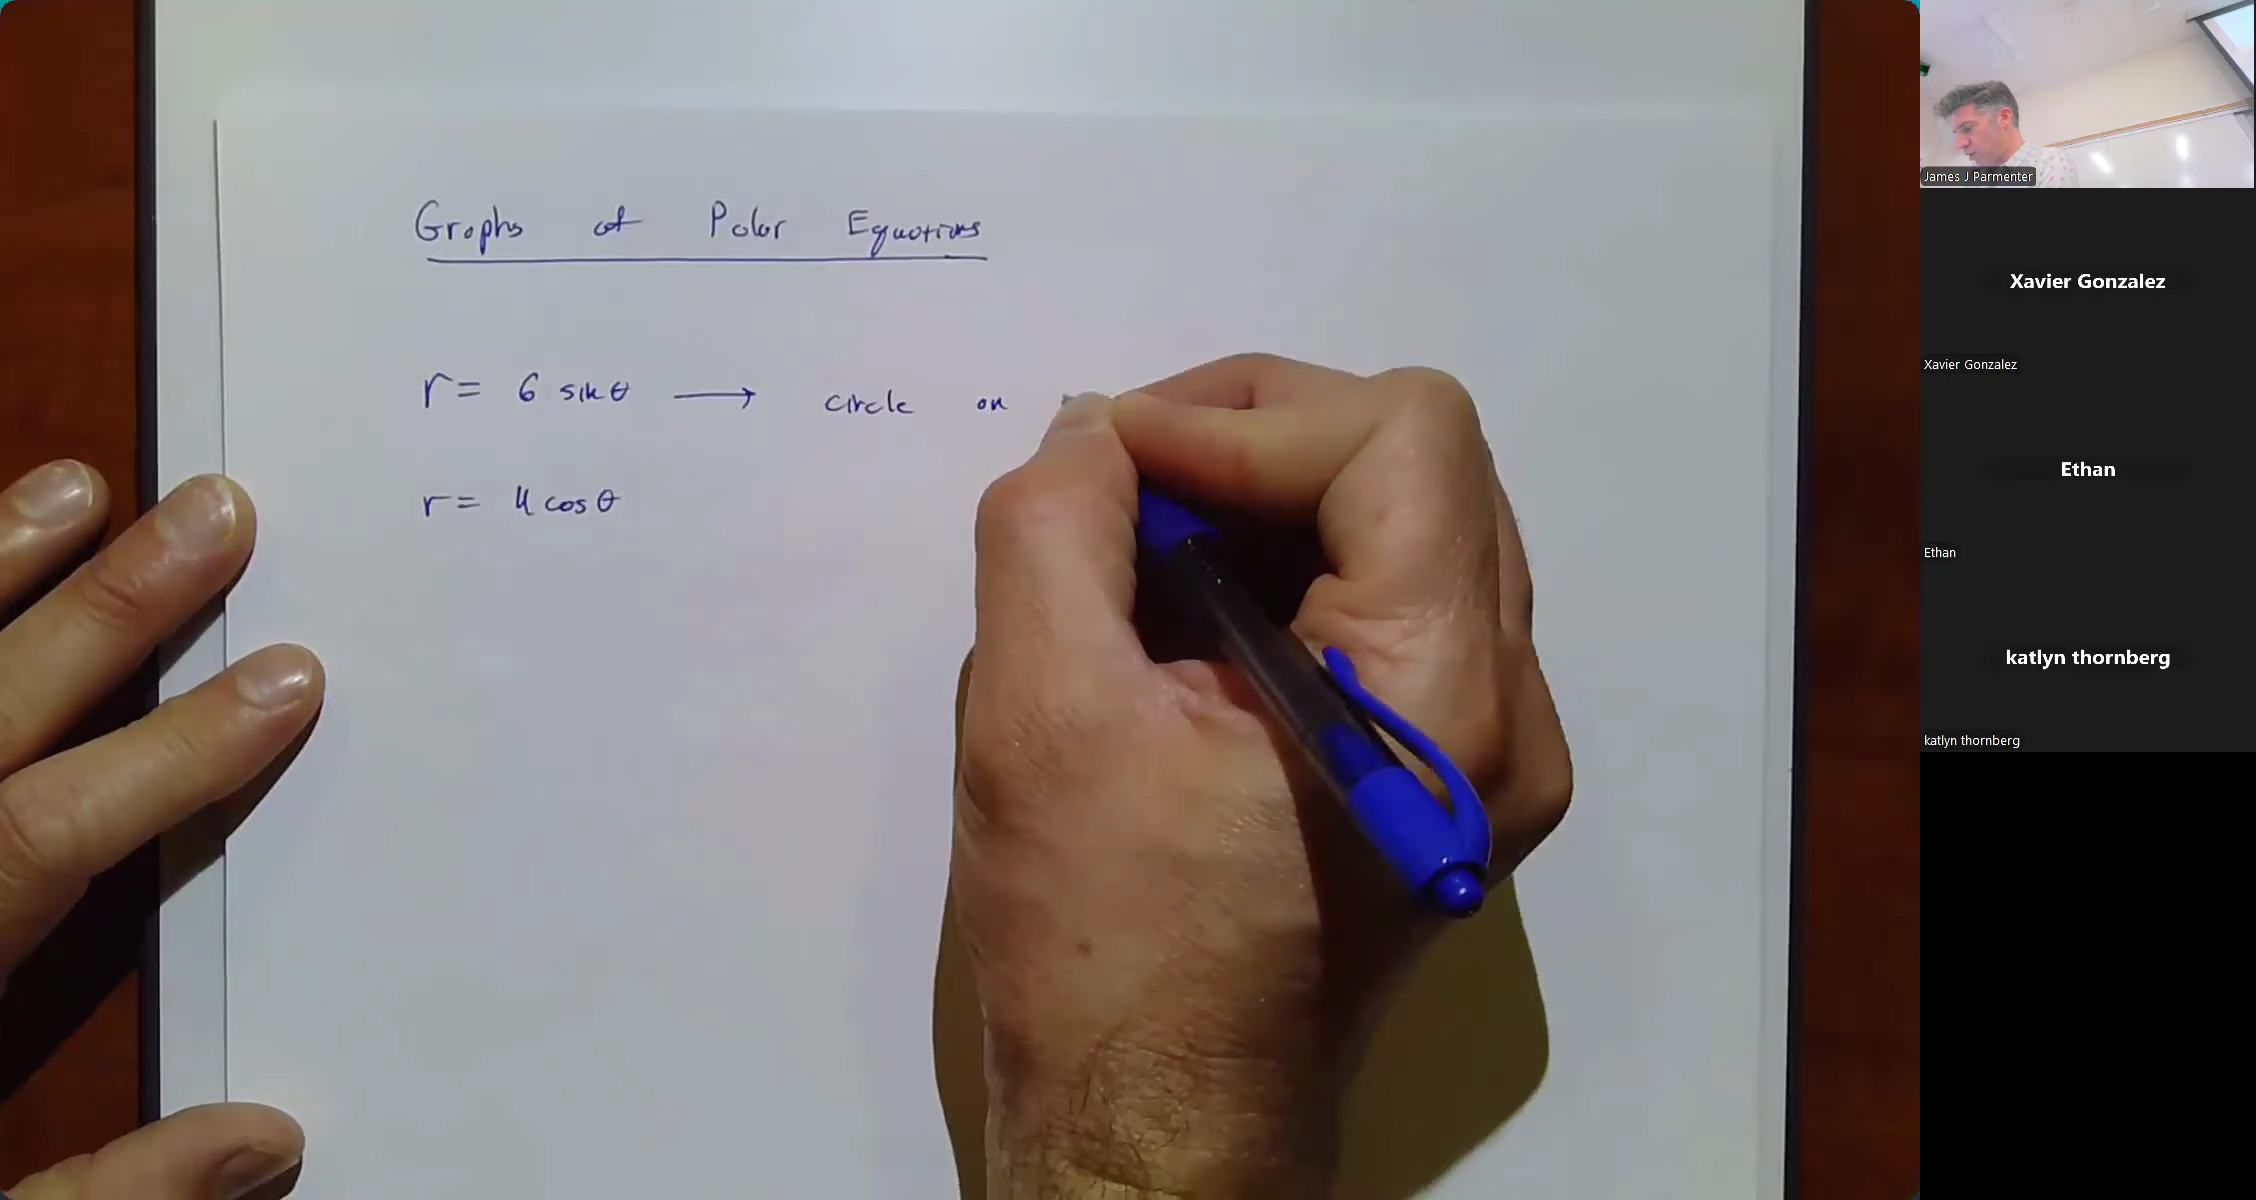 Graphs of Polar Equations
r = 6 sin θ ⟶ circle on
r = 4 cos θ
James J Parmenter
Xavier Gonzalez
Xavier Gonzalez
Ethan
Ethan
katlyn thornberg
katlyn thornberg